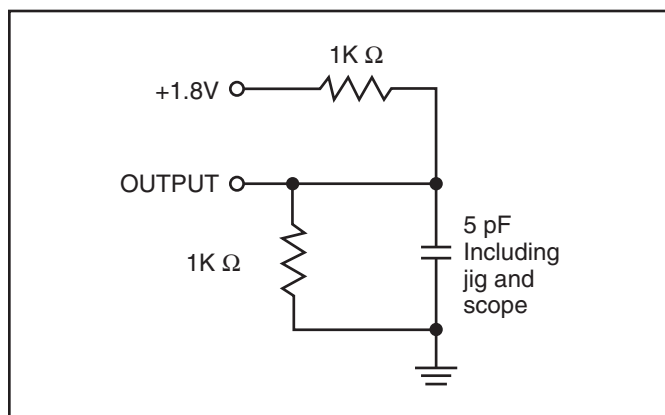 1K Ω
+1.8V
OUTPUT
1K Ω
5 pF
Including
jig and
scope